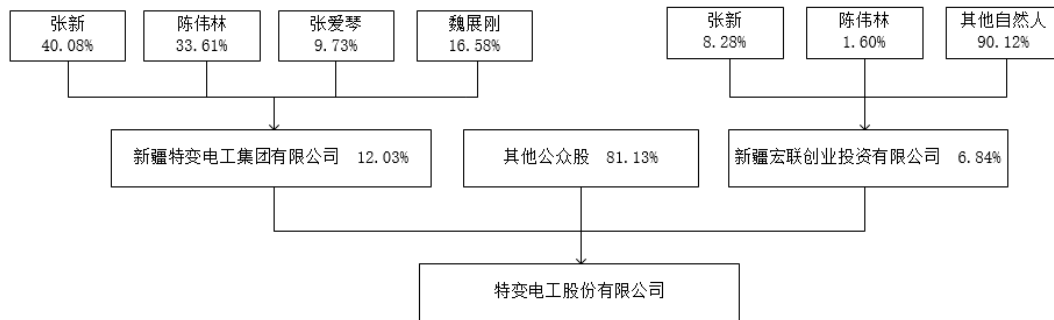 张新
40.08%
陈伟林
33.61%
张爱琴
9.73%
魏展刚
16.58%
张新
8.28%
陈伟林
1.60%
其他自然人
90.12%
新疆特变电工集团有限公司 12.03%
其他公众股 81.13%
新疆宏联创业投资有限公司 6.84%
特变电工股份有限公司